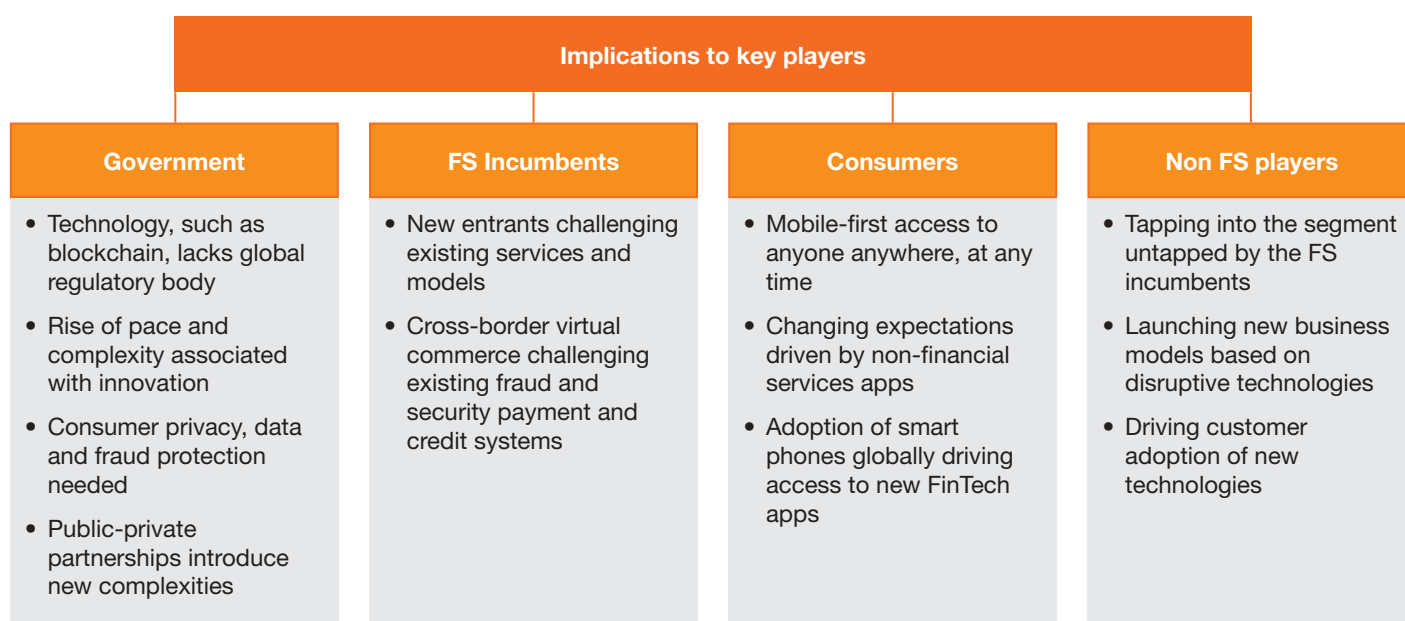 Implications to key players
Government
• Technology, such as
blockchain, lacks global
regulatory body
• Rise of pace and
complexity associated
with innovation
• Consumer privacy, data
and fraud protection
needed
• Public-private
partnerships introduce
new complexities
FS Incumbents
• New entrants challenging
existing services and
models
• Cross-border virtual
commerce challenging
existing fraud and
security payment and
credit systems
Consumers
• Mobile-first access to
anyone anywhere, at any
time
• Changing expectations
driven by non-financial
services apps
• Adoption of smart
phones globally driving
access to new FinTech
apps
Non FS players
• Tapping into the segment
untapped by the FS
incumbents
• Launching new business
models based on
disruptive technologies
• Driving customer
adoption of new
technologies